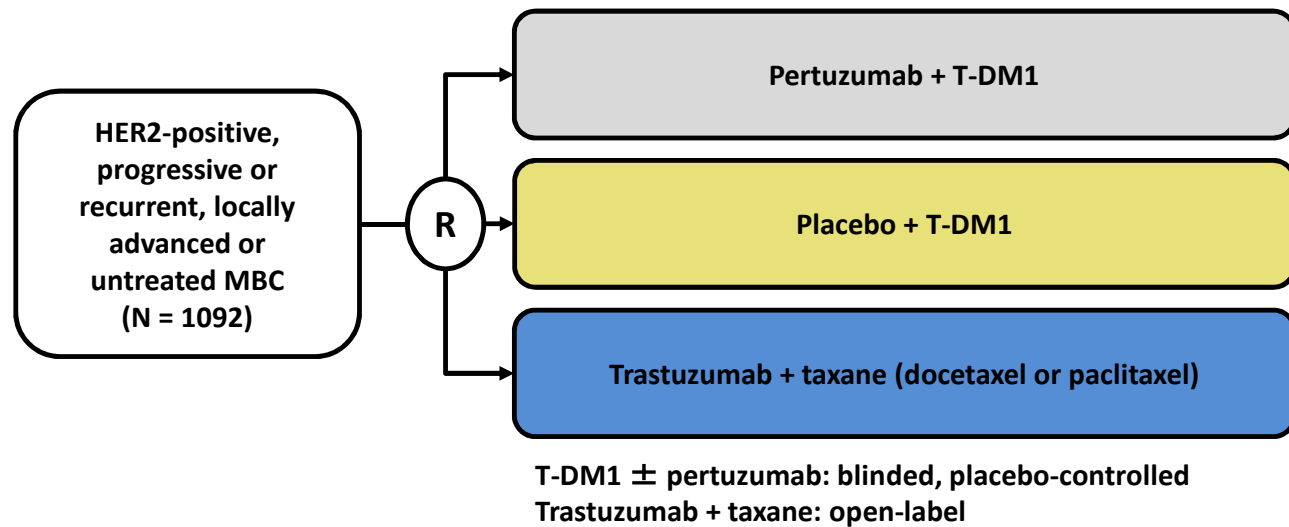 HER2-positive,
progressive or
recurrent, locally
advanced or
untreated MBC
(N = 1092)
R
Pertuzumab + T-DM1
Placebo + T-DM1
Trastuzumab + taxane (docetaxel or paclitaxel)
T-DM1 ± pertuzumab: blinded, placebo-controlled
Trastuzumab + taxane: open-label